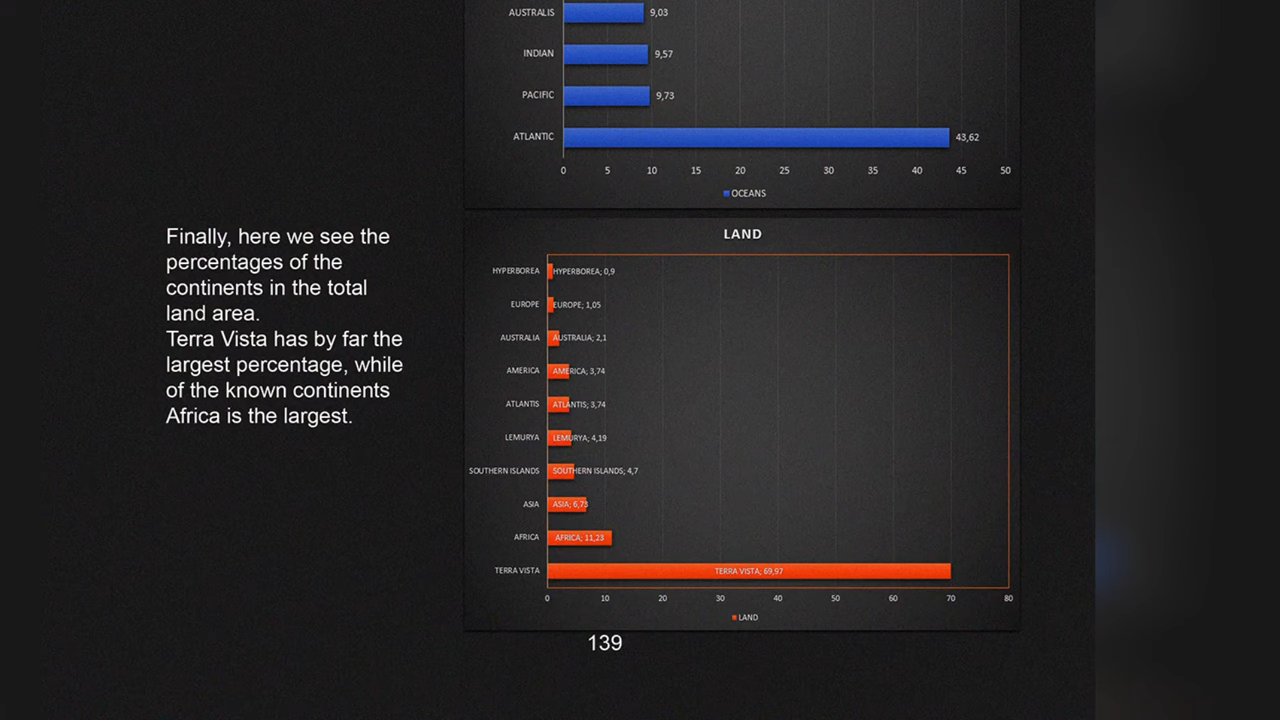 AUSTRALIS 9,03
INDIAN 9,57
PACIFIC 9,73
ATLANTIC 43,62
0 5 10 15 20 25 30 35 40 45 50
OCEANS
Finally, here we see the
percentages of the
continents in the total
land area.
Terra Vista has by far the
largest percentage, while
of the known continents
Africa is the largest.
LAND
HYPERBOREA HYPERBOREA; 0,9
EUROPE EUROPE; 1,05
AUSTRALIA AUSTRALIA; 2,1
AMERICA AMERICA; 3,74
ATLANTIS ATLANTIS; 3,74
LEMURYA LEMURYA; 4,19
SOUTHERN ISLANDS SOUTHERN ISLANDS; 4,7
ASIA ASIA; 6,73
AFRICA AFRICA; 11,23
TERRA VISTA TERRA VISTA; 69,97
0 10 20 30 40 50 60 70 80
LAND
139